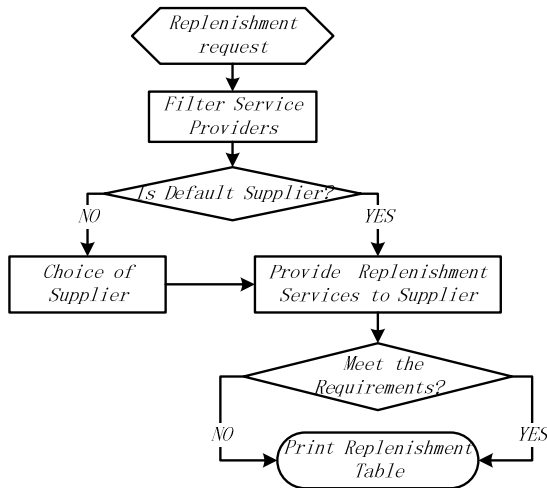 Replenishment
request
Filter Service
Providers
Is Default Supplier?
NO
YES
Choice of
Supplier
Provide Replenishment
Services to Supplier
Meet the
Requirements?
NO
YES
Print Replenishment
Table